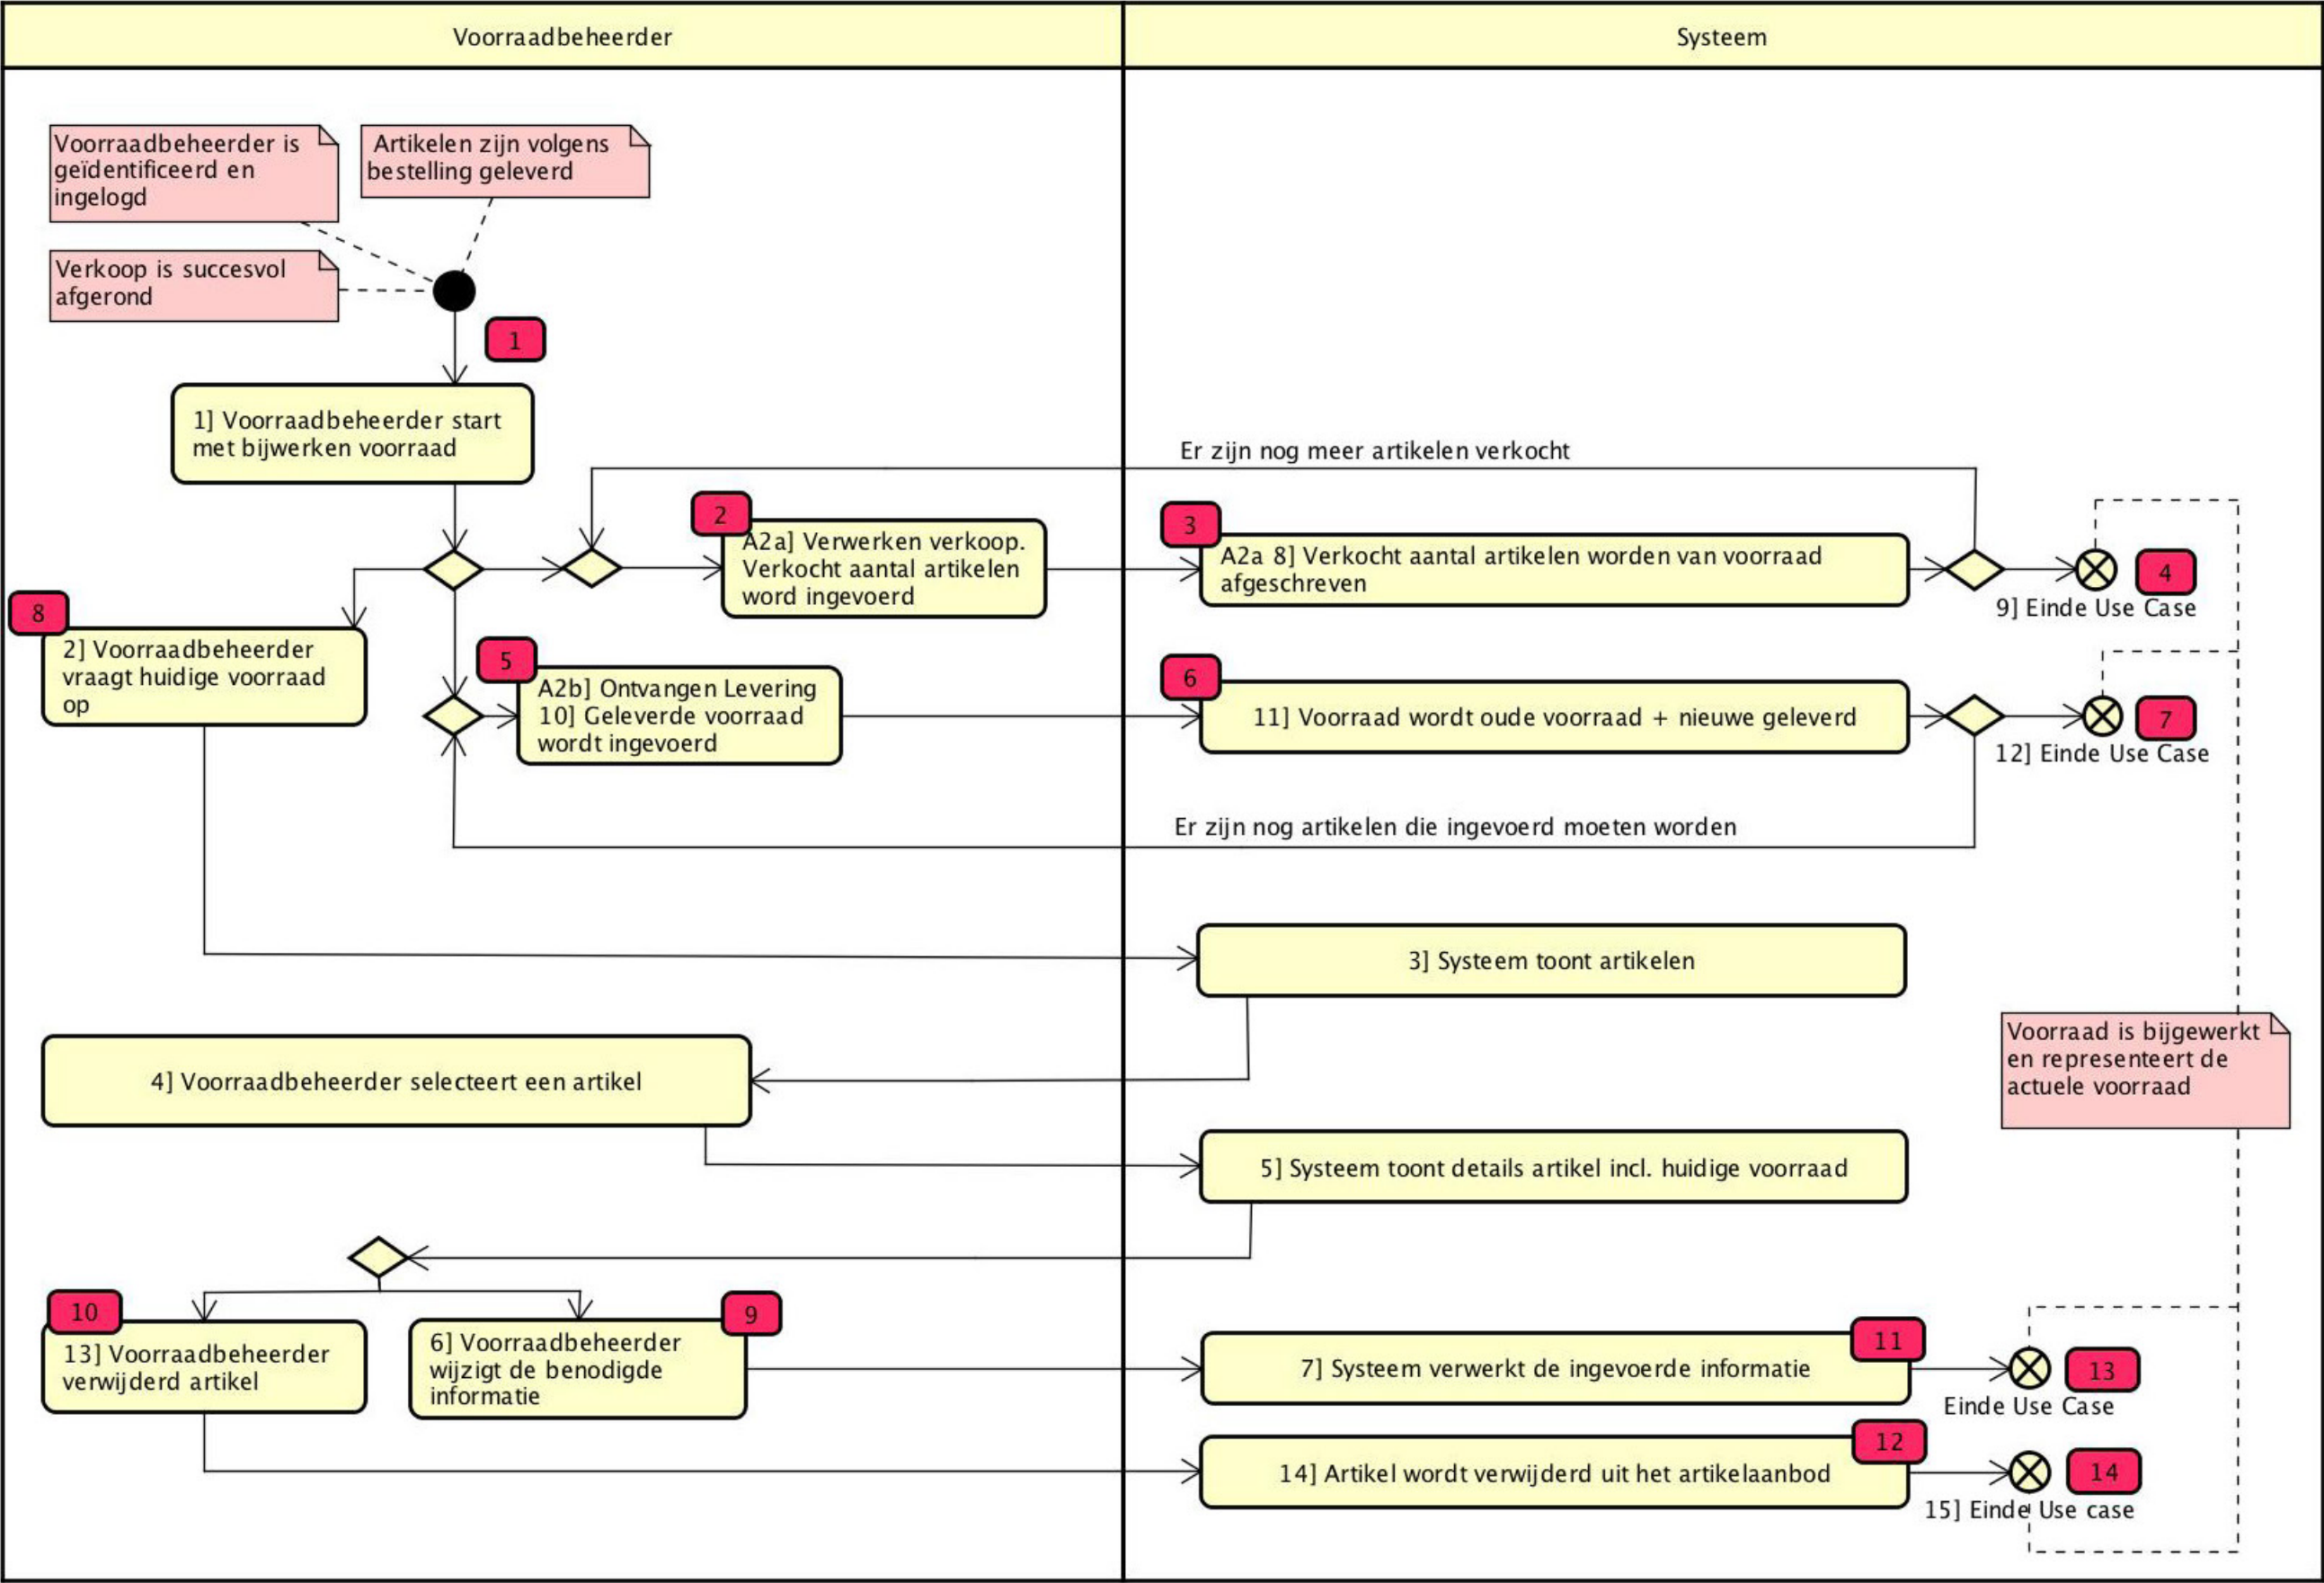 Voorraadbeheerder
Systeem
Voorraadbeheerder is
geïdentificeerd en
ingelogd
Artikelen zijn volgens
bestelling geleverd
Verkoop is succesvol
afgerond
1
1] Voorraadbeheerder start
met bijwerken voorraad
Er zijn nog meer artikelen verkocht
2
A2a] Verwerken verkoop.
Verkocht aantal artikelen
word ingevoerd
3
A2a 8] Verkocht aantal artikelen worden van voorraad
afgeschreven
4
9] Einde Use Case
8
2] Voorraadbeheerder
vraagt huidige voorraad
op
5
A2b] Ontvangen Levering
10] Geleverde voorraad
wordt ingevoerd
6
11] Voorraad wordt oude voorraad + nieuwe geleverd
7
12] Einde Use Case
Er zijn nog artikelen die ingevoerd moeten worden
3] Systeem toont artikelen
Voorraad is bijgewerkt
en representeert de
actuele voorraad
4] Voorraadbeheerder selecteert een artikel
5] Systeem toont details artikel incl. huidige voorraad
10
13] Voorraadbeheerder
verwijderd artikel
9
6] Voorraadbeheerder
wijzigt de benodigde
informatie
11
7] Systeem verwerkt de ingevoerde informatie
13
Einde Use Case
12
14] Artikel wordt verwijderd uit het artikelaanbod
14
15] Einde Use case